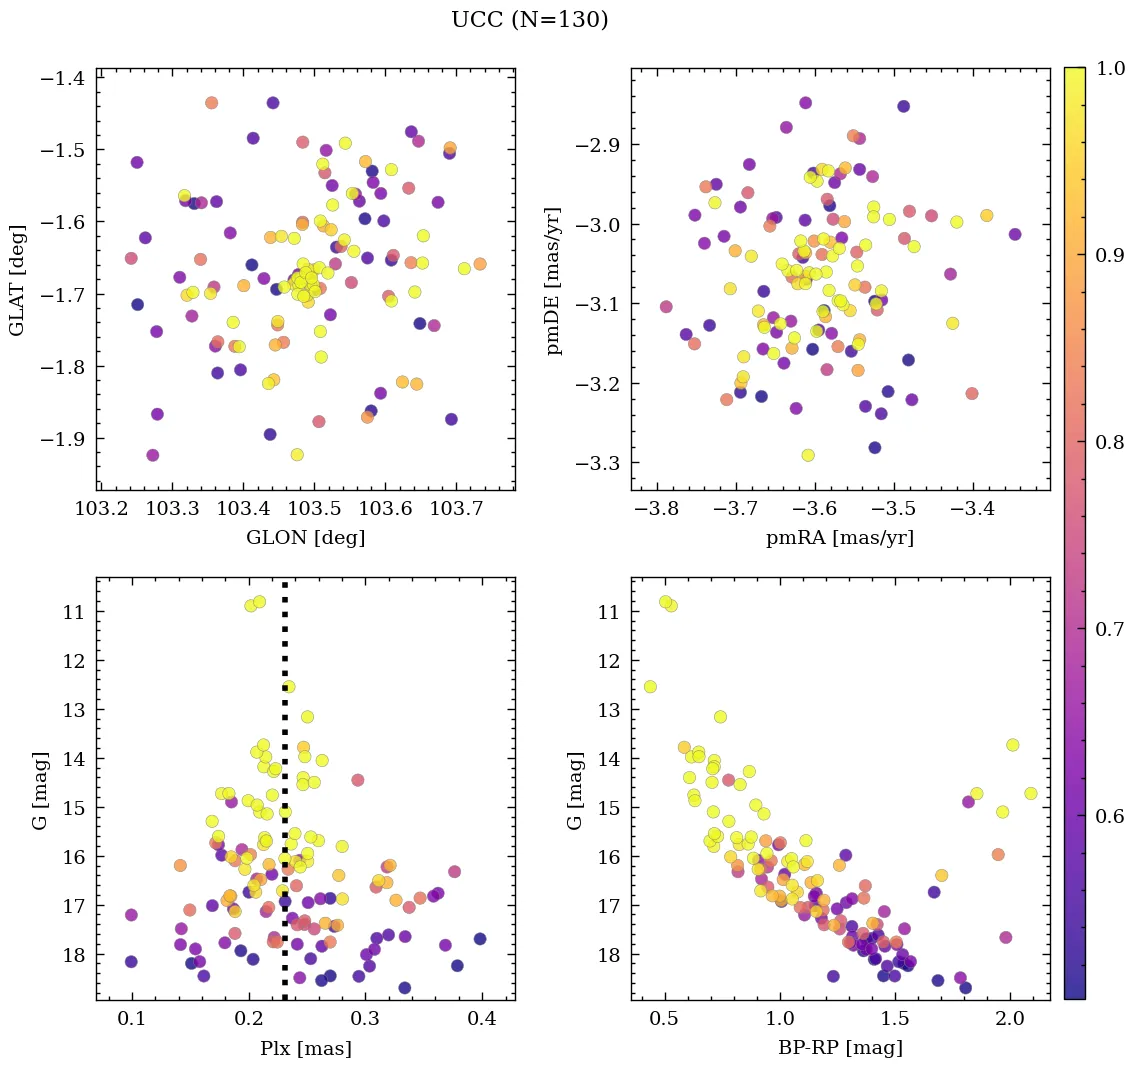 UCC (N=130)
−1.4
−1.5
−1.6
−1.7
−1.8
−1.9
GLAT [deg]
103.2 103.3 103.4 103.5 103.6 103.7
GLON [deg]
−2.9
−3.0
−3.1
−3.2
−3.3
pmDE [mas/yr]
−3.8 −3.7 −3.6 −3.5 −3.4
pmRA [mas/yr]
1.0
0.9
0.8
0.7
0.6
11
12
13
14
15
16
17
18
G [mag]
0.1 0.2 0.3 0.4
Plx [mas]
11
12
13
14
15
16
17
18
G [mag]
0.5 1.0 1.5 2.0
BP-RP [mag]